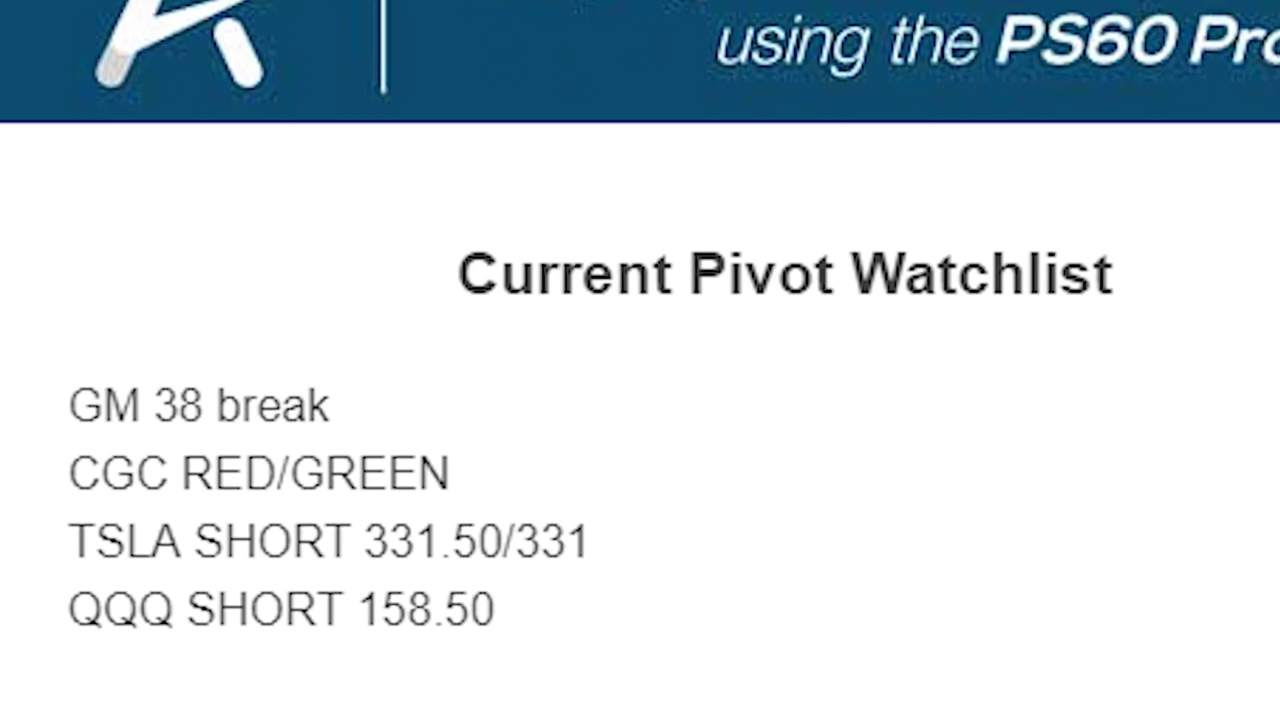 using the PS60
Current Pivot Watchlist
GM 38 break
CGC RED/GREEN
TSLA SHORT 331.50/331
QQQ SHORT 158.50